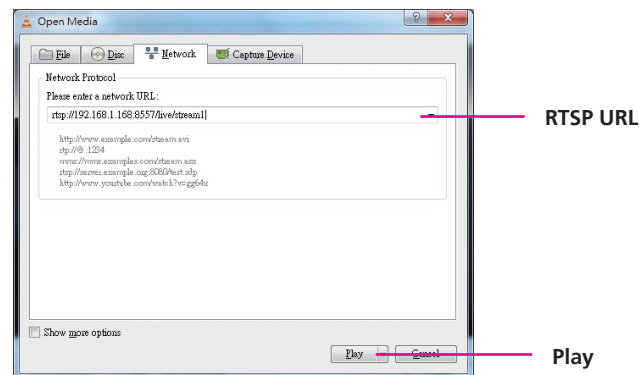 Open Media
File Disc Network Capture Device
Network Protocol
Please enter a network URL:
rtsp://192.168.1.168:8557/live/stream1
RTSP URL
http://www.example.com/stream.avi
rtp://@:1234
mms://mms.examples.com/stream.asx
rtsp://server.example.org:8080/test.sdp
http://www.youtube.com/watch?v=gg64x
Show more options
Play Cancel
Play